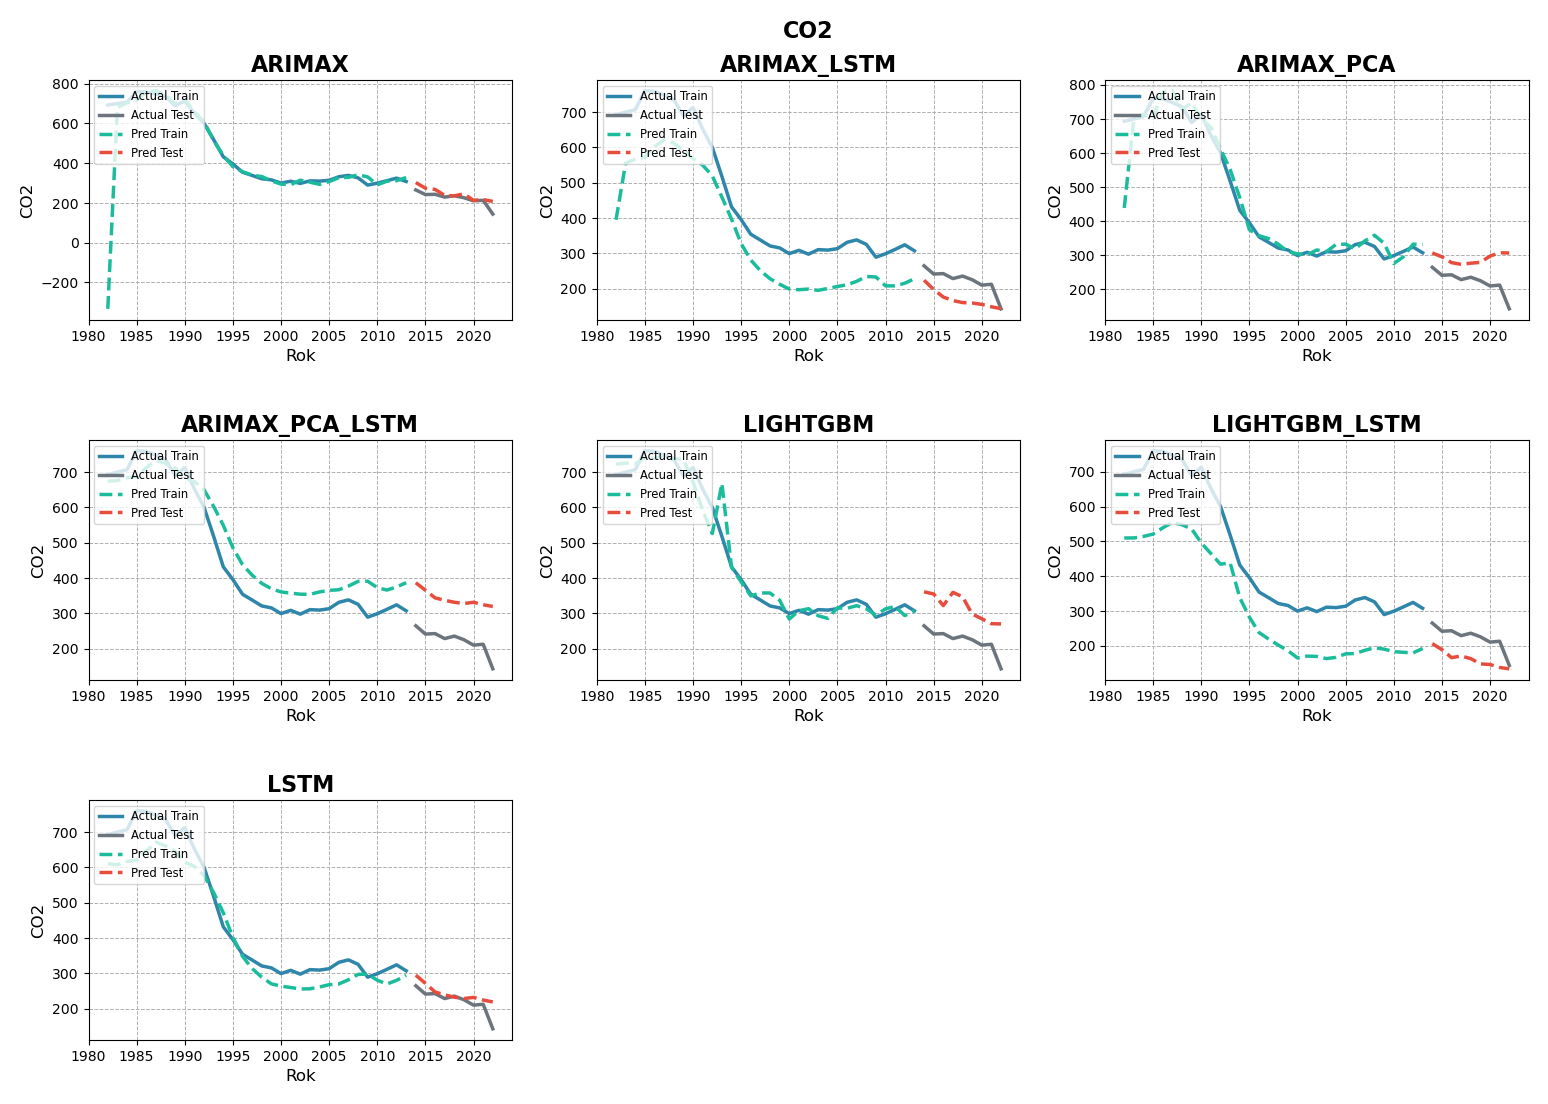 CO2
ARIMAX
CO2
800
600
400
200
0
−200
1980 1985 1990 1995 2000 2005 2010 2015 2020
Rok
Actual Train
Actual Test
Pred Train
Pred Test
ARIMAX_LSTM
CO2
700
600
500
400
300
200
1980 1985 1990 1995 2000 2005 2010 2015 2020
Rok
Actual Train
Actual Test
Pred Train
Pred Test
ARIMAX_PCA
CO2
800
700
600
500
400
300
200
1980 1985 1990 1995 2000 2005 2010 2015 2020
Rok
Actual Train
Actual Test
Pred Train
Pred Test
ARIMAX_PCA_LSTM
CO2
700
600
500
400
300
200
1980 1985 1990 1995 2000 2005 2010 2015 2020
Rok
Actual Train
Actual Test
Pred Train
Pred Test
LIGHTGBM
CO2
700
600
500
400
300
200
1980 1985 1990 1995 2000 2005 2010 2015 2020
Rok
Actual Train
Actual Test
Pred Train
Pred Test
LIGHTGBM_LSTM
CO2
700
600
500
400
300
200
1980 1985 1990 1995 2000 2005 2010 2015 2020
Rok
Actual Train
Actual Test
Pred Train
Pred Test
LSTM
CO2
700
600
500
400
300
200
1980 1985 1990 1995 2000 2005 2010 2015 2020
Rok
Actual Train
Actual Test
Pred Train
Pred Test